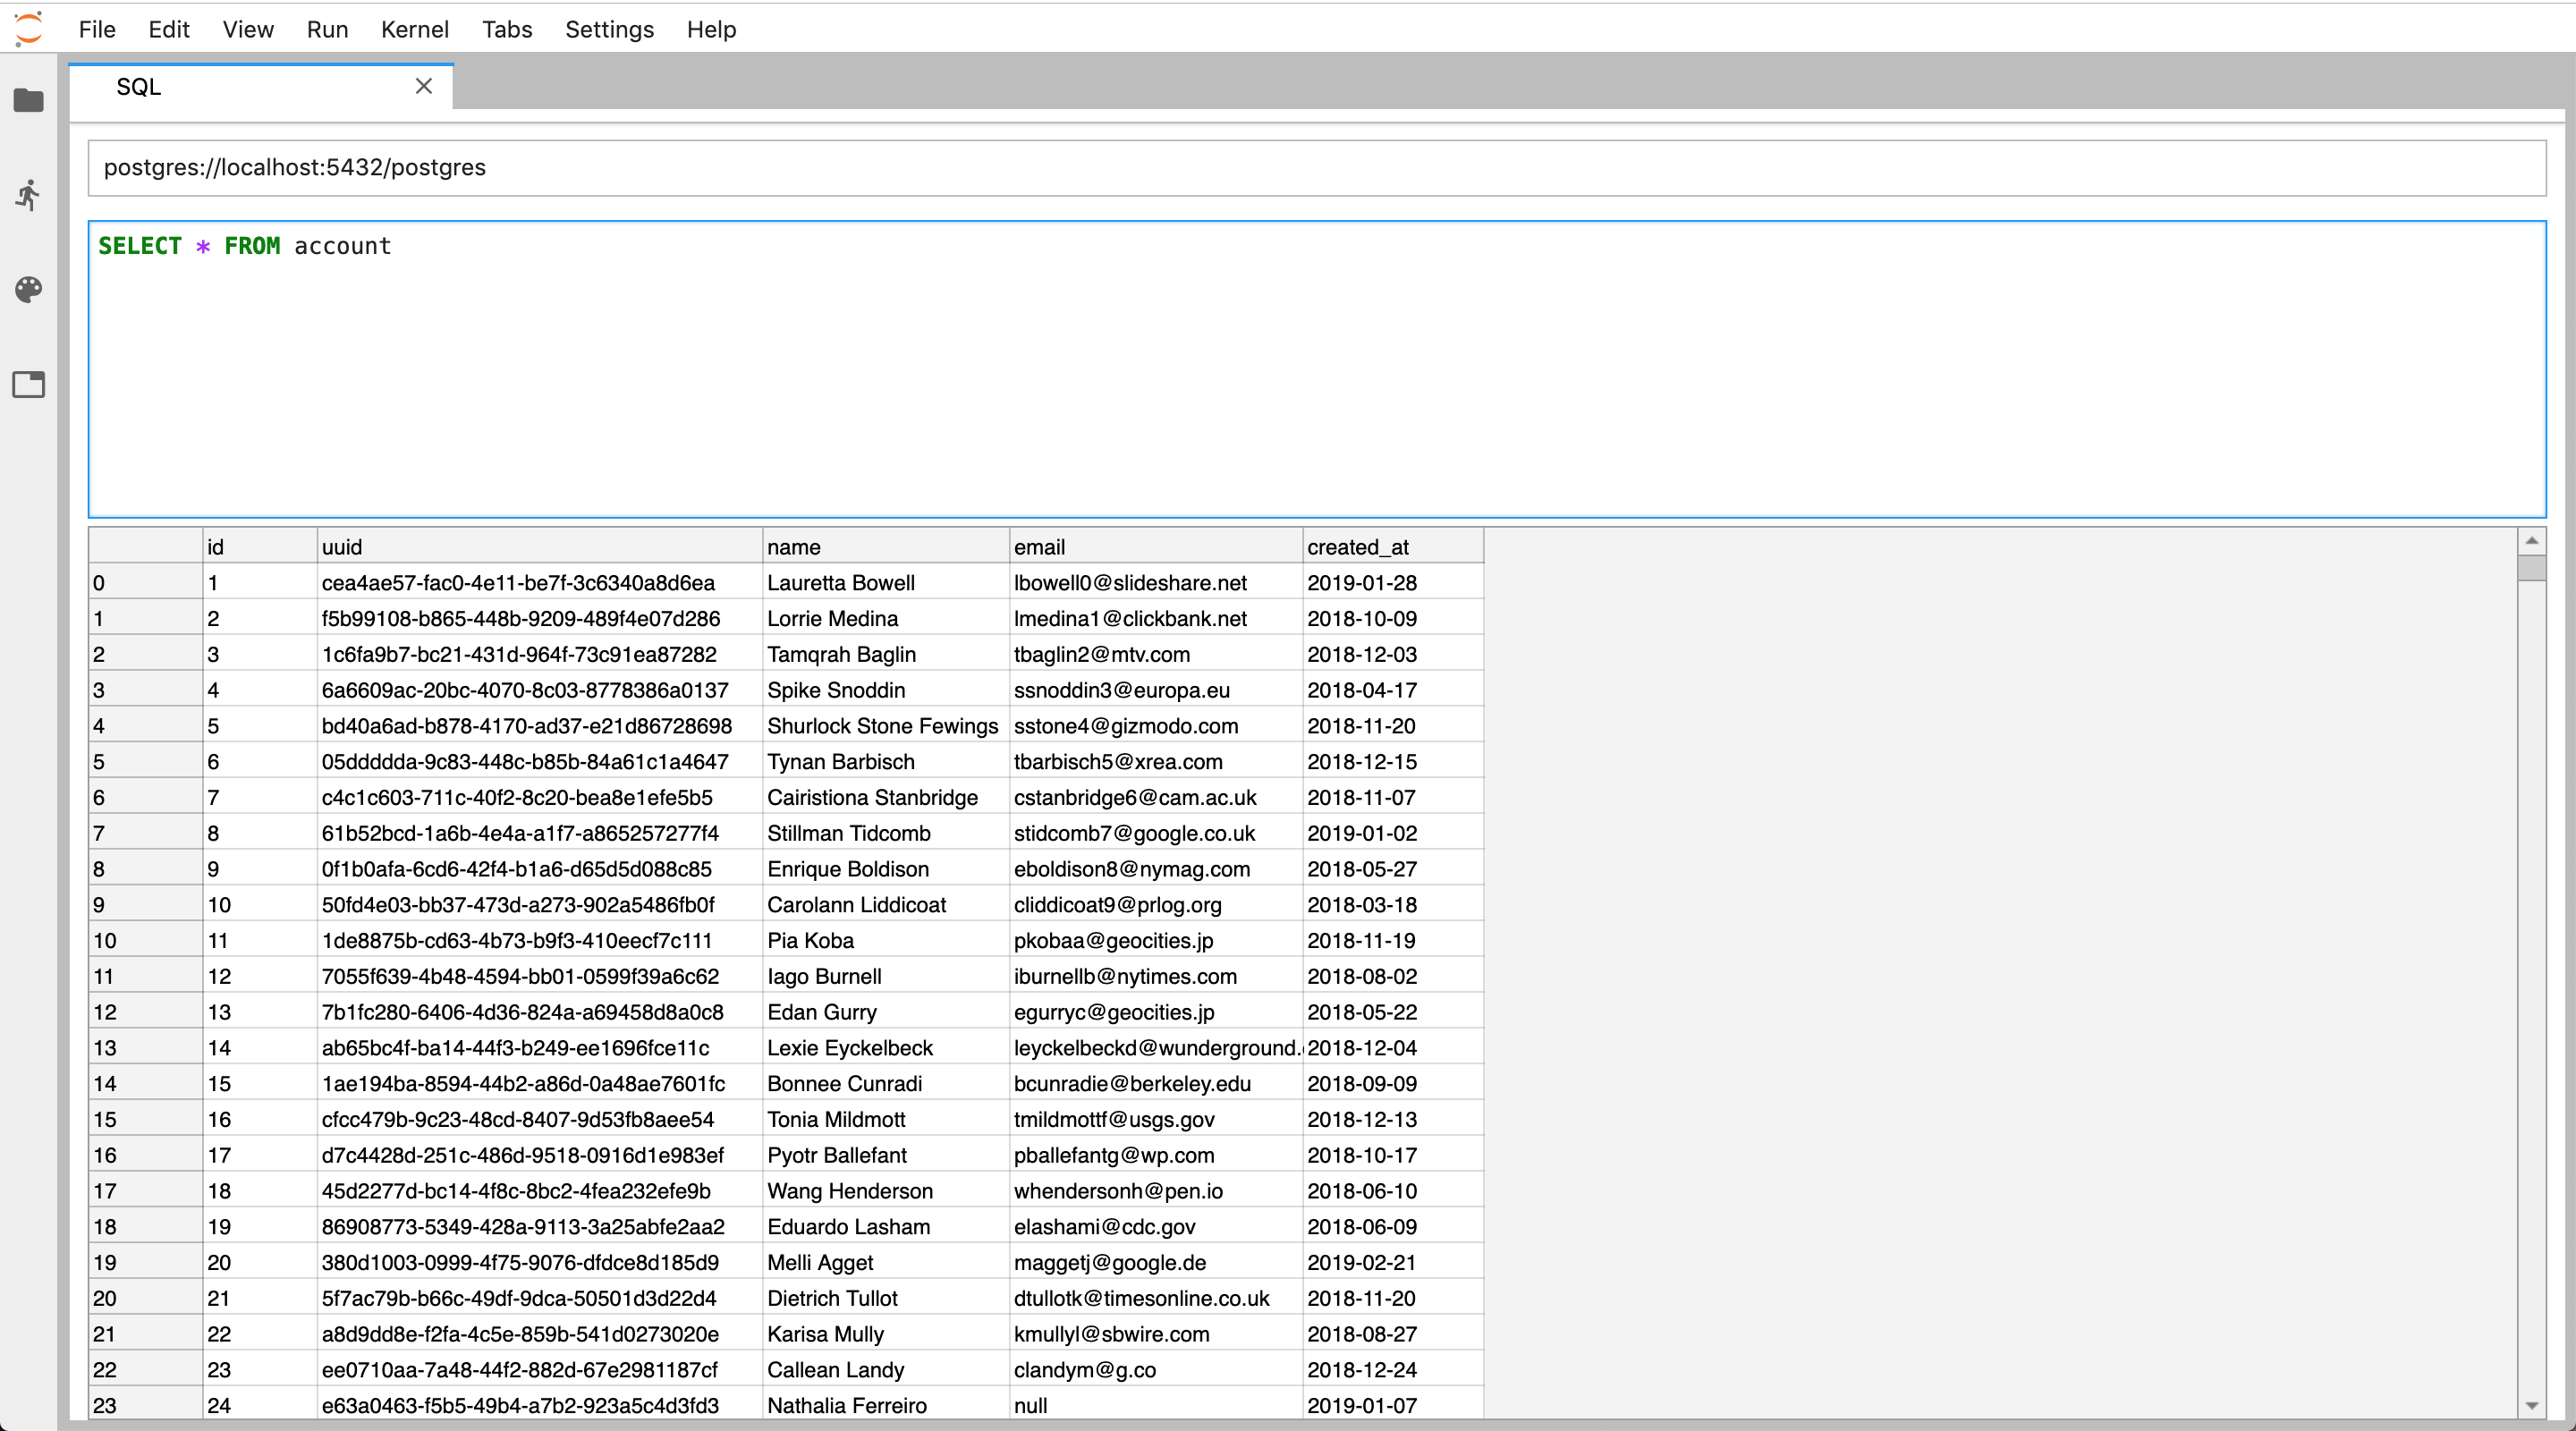 File Edit View Run Kernel Tabs Settings Help
SQL
postgres://localhost:5432/postgres
SELECT * FROM account
id uuid name email created_at
0 1 cea4ae57-fac0-4e11-be7f-3c6340a8d6ea Lauretta Bowell lbowell0@slideshare.net 2019-01-28
1 2 f5b99108-b865-448b-9209-489f4e07d286 Lorrie Medina lmedina1@clickbank.net 2018-10-09
2 3 1c6fa9b7-bc21-431d-964f-73c91ea87282 Tamqrah Baglin tbaglin2@mtv.com 2018-12-03
3 4 6a6609ac-20bc-4070-8c03-8778386a0137 Spike Snoddin ssnoddin3@europa.eu 2018-04-17
4 5 bd40a6ad-b878-4170-ad37-e21d86728698 Shurlock Stone Fewings sstone4@gizmodo.com 2018-11-20
5 6 05ddddda-9c83-448c-b85b-84a61c1a4647 Tynan Barbisch tbarbisch5@xrea.com 2018-12-15
6 7 c4c1c603-711c-40f2-8c20-bea8e1efe5b5 Cairistiona Stanbridge cstanbridge6@cam.ac.uk 2018-11-07
7 8 61b52bcd-1a6b-4e4a-a1f7-a865257277f4 Stillman Tidcomb stidcomb7@google.co.uk 2019-01-02
8 9 0f1b0afa-6cd6-42f4-b1a6-d65d5d088c85 Enrique Boldison eboldison8@nymag.com 2018-05-27
9 10 50fd4e03-bb37-473d-a273-902a5486fb0f Carolann Liddicoat cliddicoat9@prlog.org 2018-03-18
10 11 1de8875b-cd63-4b73-b9f3-410eecf7c111 Pia Koba pkobaa@geocities.jp 2018-11-19
11 12 7055f639-4b48-4594-bb01-0599f39a6c62 Iago Burnell iburnellb@nytimes.com 2018-08-02
12 13 7b1fc280-6406-4d36-824a-a69458d8a0c8 Edan Gurry egurryc@geocities.jp 2018-05-22
13 14 ab65bc4f-ba14-44f3-b249-ee1696fce11c Lexie Eyckelbeck leyckelbeckd@wunderground. 2018-12-04
14 15 1ae194ba-8594-44b2-a86d-0a48ae7601fc Bonnee Cunradi bcunradie@berkeley.edu 2018-09-09
15 16 cfcc479b-9c23-48cd-8407-9d53fb8aee54 Tonia Mildmott tmildmottf@usgs.gov 2018-12-13
16 17 d7c4428d-251c-486d-9518-0916d1e983ef Pyotr Ballefant pballefantg@wp.com 2018-10-17
17 18 45d2277d-bc14-4f8c-8bc2-4fea232efe9b Wang Henderson whendersonh@pen.io 2018-06-10
18 19 86908773-5349-428a-9113-3a25abfe2aa2 Eduardo Lasham elashami@cdc.gov 2018-06-09
19 20 380d1003-0999-4f75-9076-dfdce8d185d9 Melli Agget maggetj@google.de 2019-02-21
20 21 5f7ac79b-b66c-49df-9dca-50501d3d22d4 Dietrich Tullot dtullotk@timesonline.co.uk 2018-11-20
21 22 a8d9dd8e-f2fa-4c5e-859b-541d0273020e Karisa Mully kmullyl@sbwire.com 2018-08-27
22 23 ee0710aa-7a48-44f2-882d-67e2981187cf Callean Landy clandym@g.co 2018-12-24
23 24 e63a0463-f5b5-49b4-a7b2-923a5c4d3fd3 Nathalia Ferreiro null 2019-01-07